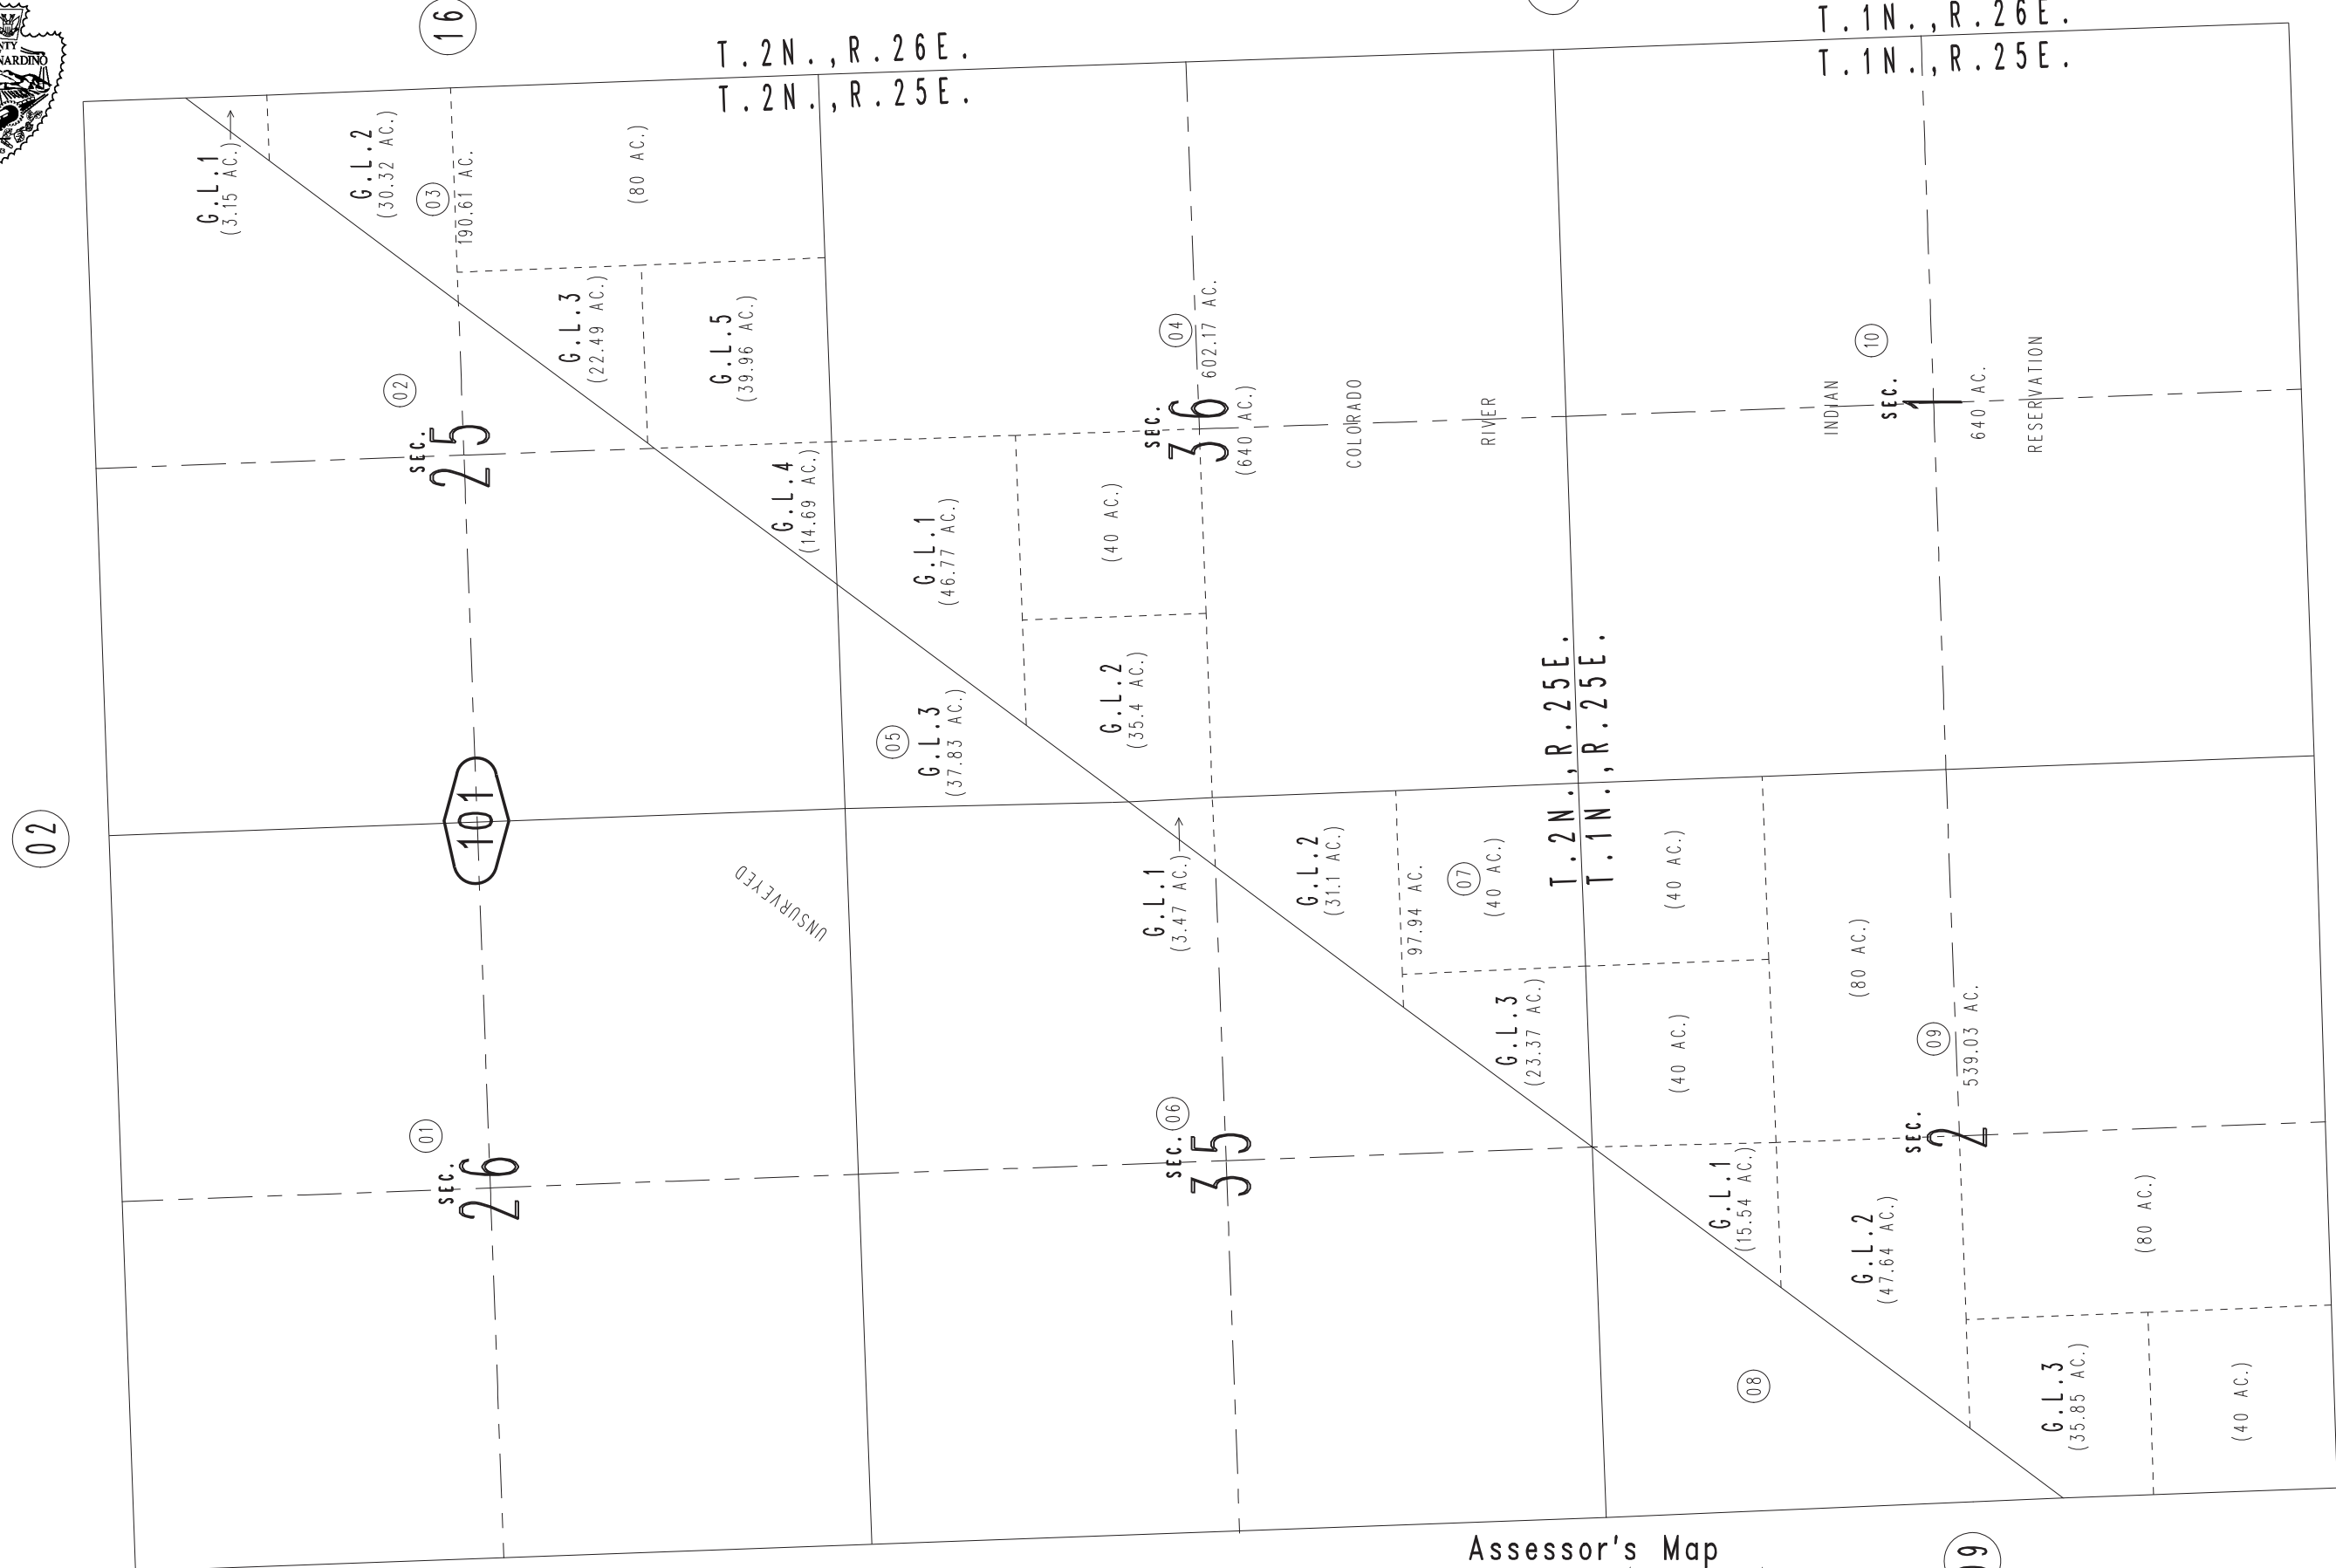 NTY
NARDINO
16
T.2N.,R.26E.
T.2N.,R.25E.
T.1N.,R.26E.
T.1N.,R.25E.
G.L.1
(3.15 AC.)
G.L.2
(30.32 AC.)
03
190.61 AC.
(80 AC.)
G.L.3
(22.49 AC.)
G.L.5
(39.96 AC.)
02
SEC.
25
G.L.4
(14.69 AC.)
04
602.17 AC.
SEC.
36
(640 AC.)
COLORADO
RIVER
INDIAN
RESERVATION
10
SEC.
1
640 AC.
G.L.1
(46.77 AC.)
(40 AC.)
G.L.2
(35.4 AC.)
05
G.L.3
(37.83 AC.)
T.2N.,R.25E.
T.1N.,R.25E.
02
101
UNSURVEYED
G.L.1
(3.47 AC.)
G.L.2
(31.1 AC.)
97.94 AC.
07
(40 AC.)
(40 AC.)
G.L.3
(23.37 AC.)
(40 AC.)
(80 AC.)
09
539.03 AC.
01
SEC.
26
06
SEC.
35
SEC.
2
G.L.1
(15.54 AC.)
G.L.2
(47.64 AC.)
(80 AC.)
08
G.L.3
(35.85 AC.)
(40 AC.)
Assessor's Map
09